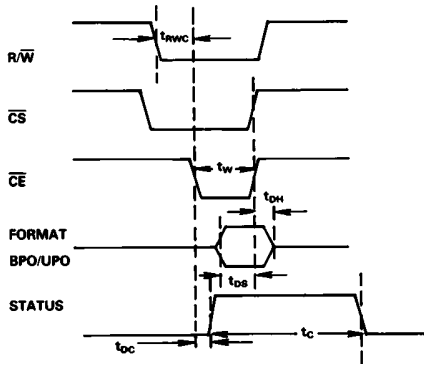 R/W̅
t_RWC
C̅S̅
C̅E̅
t_W
t_DH
FORMAT
BPO/UPO
t_DS
STATUS
t_C
t_DC